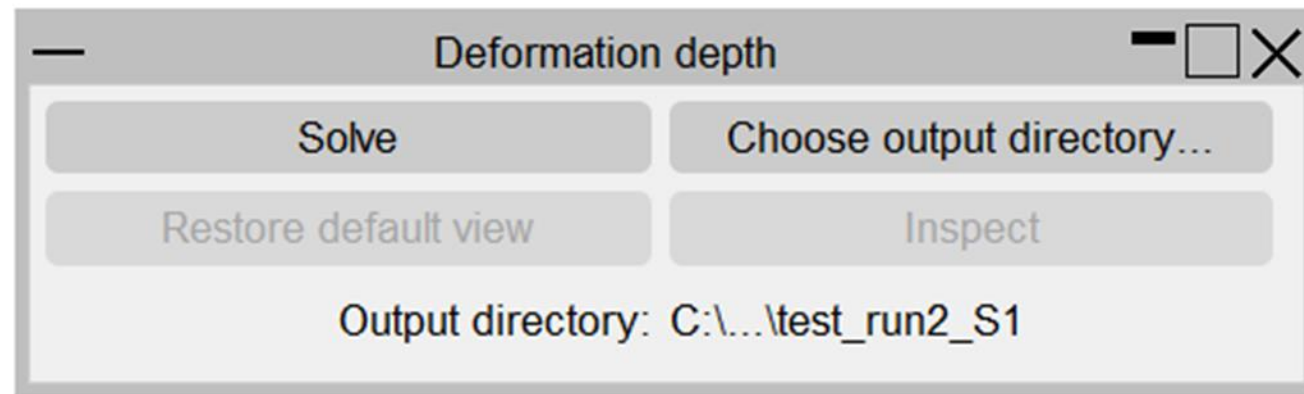 Deformation depth
Solve
Choose output directory...
Restore default view
Inspect
Output directory: C:\...\test_run2_S1